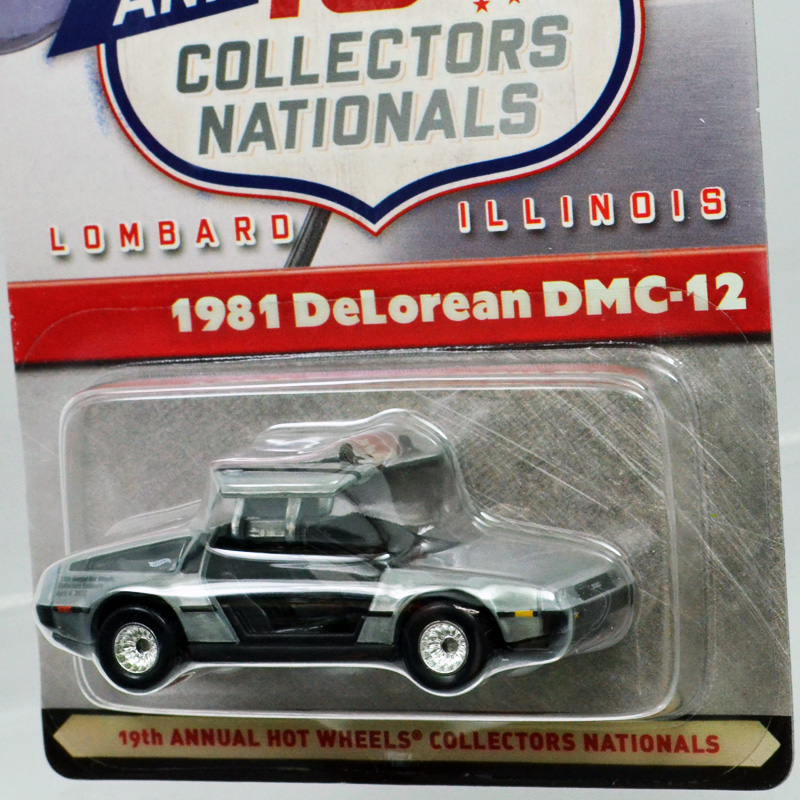 COLLECTORS
NATIONALS
LOMBARD ILLINOIS
1981 DeLorean DMC-12
19th ANNUAL HOT WHEELS® COLLECTORS NATIONALS